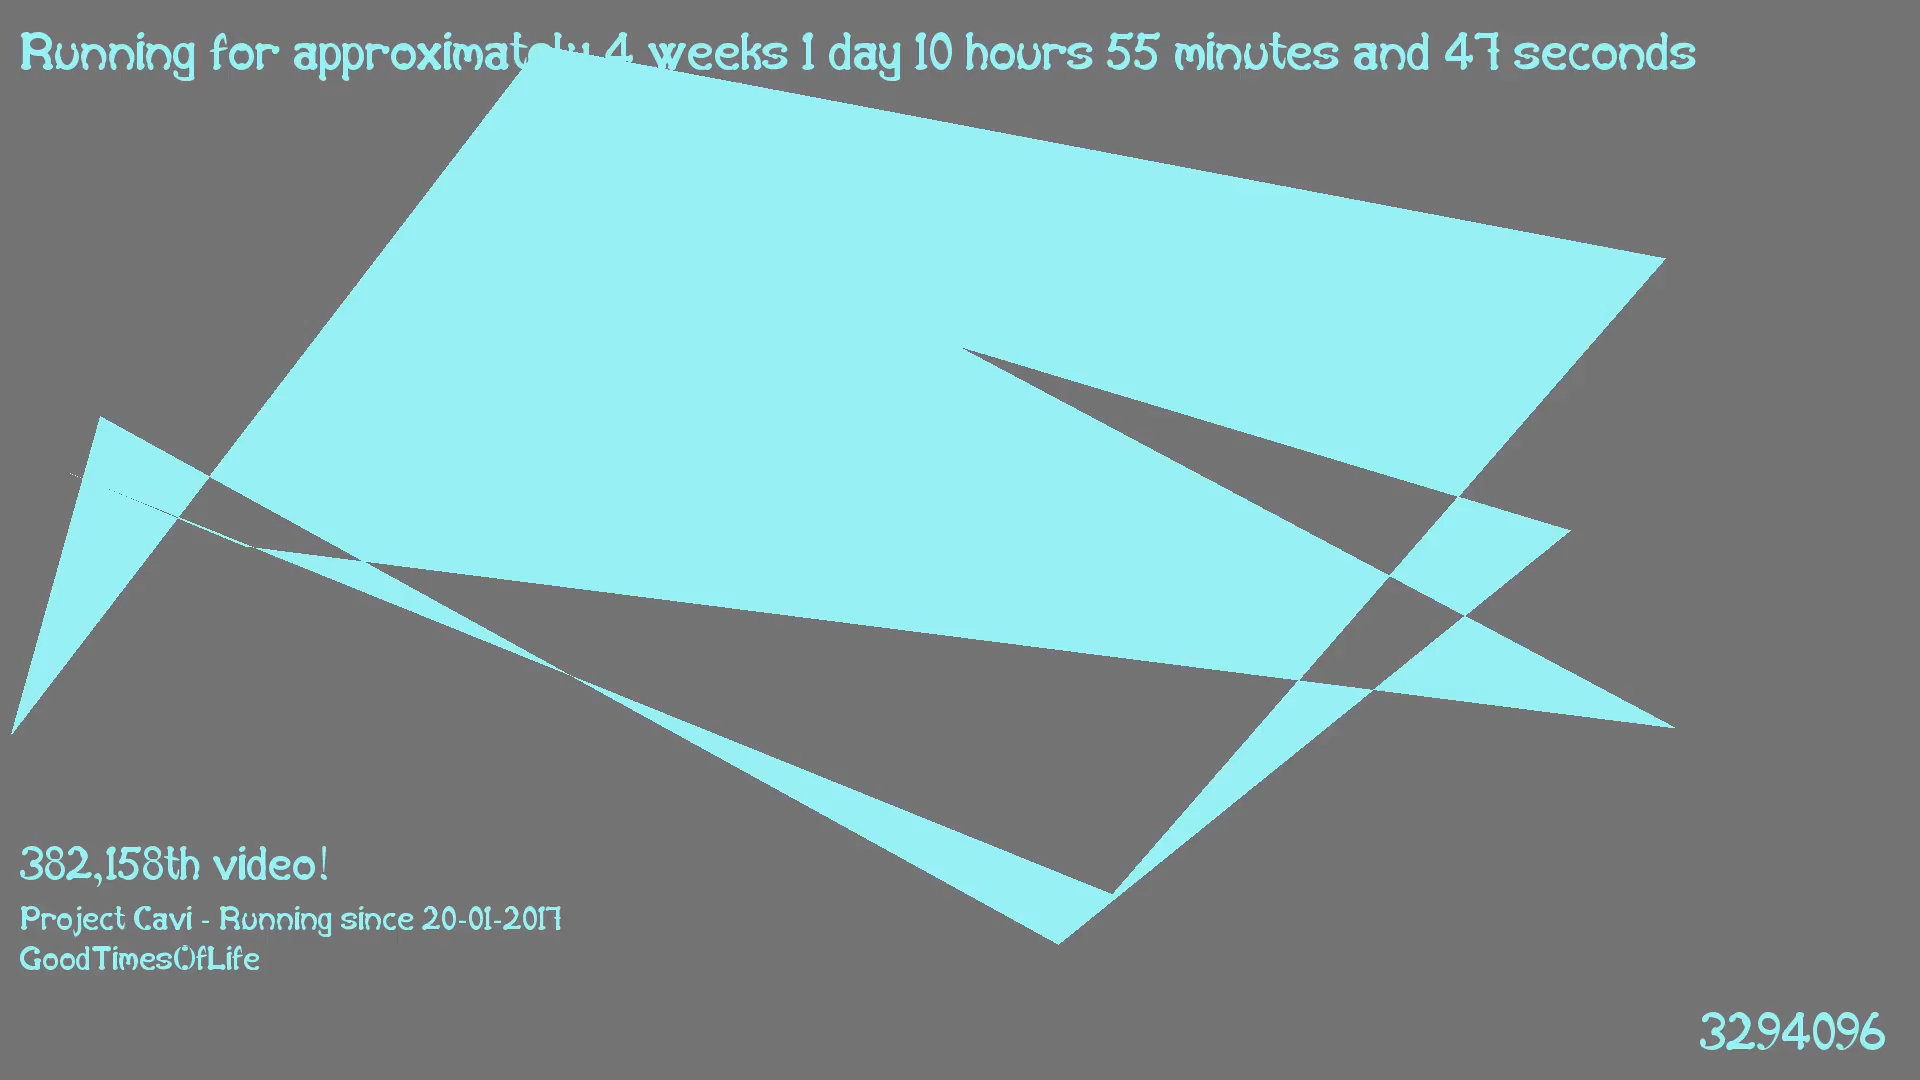 Running for approximately 4 weeks 1 day 10 hours 55 minutes and 47 seconds
382,158th video!
Project Cavi - Running since 20-01-2017
GoodTimesOfLife
3294096